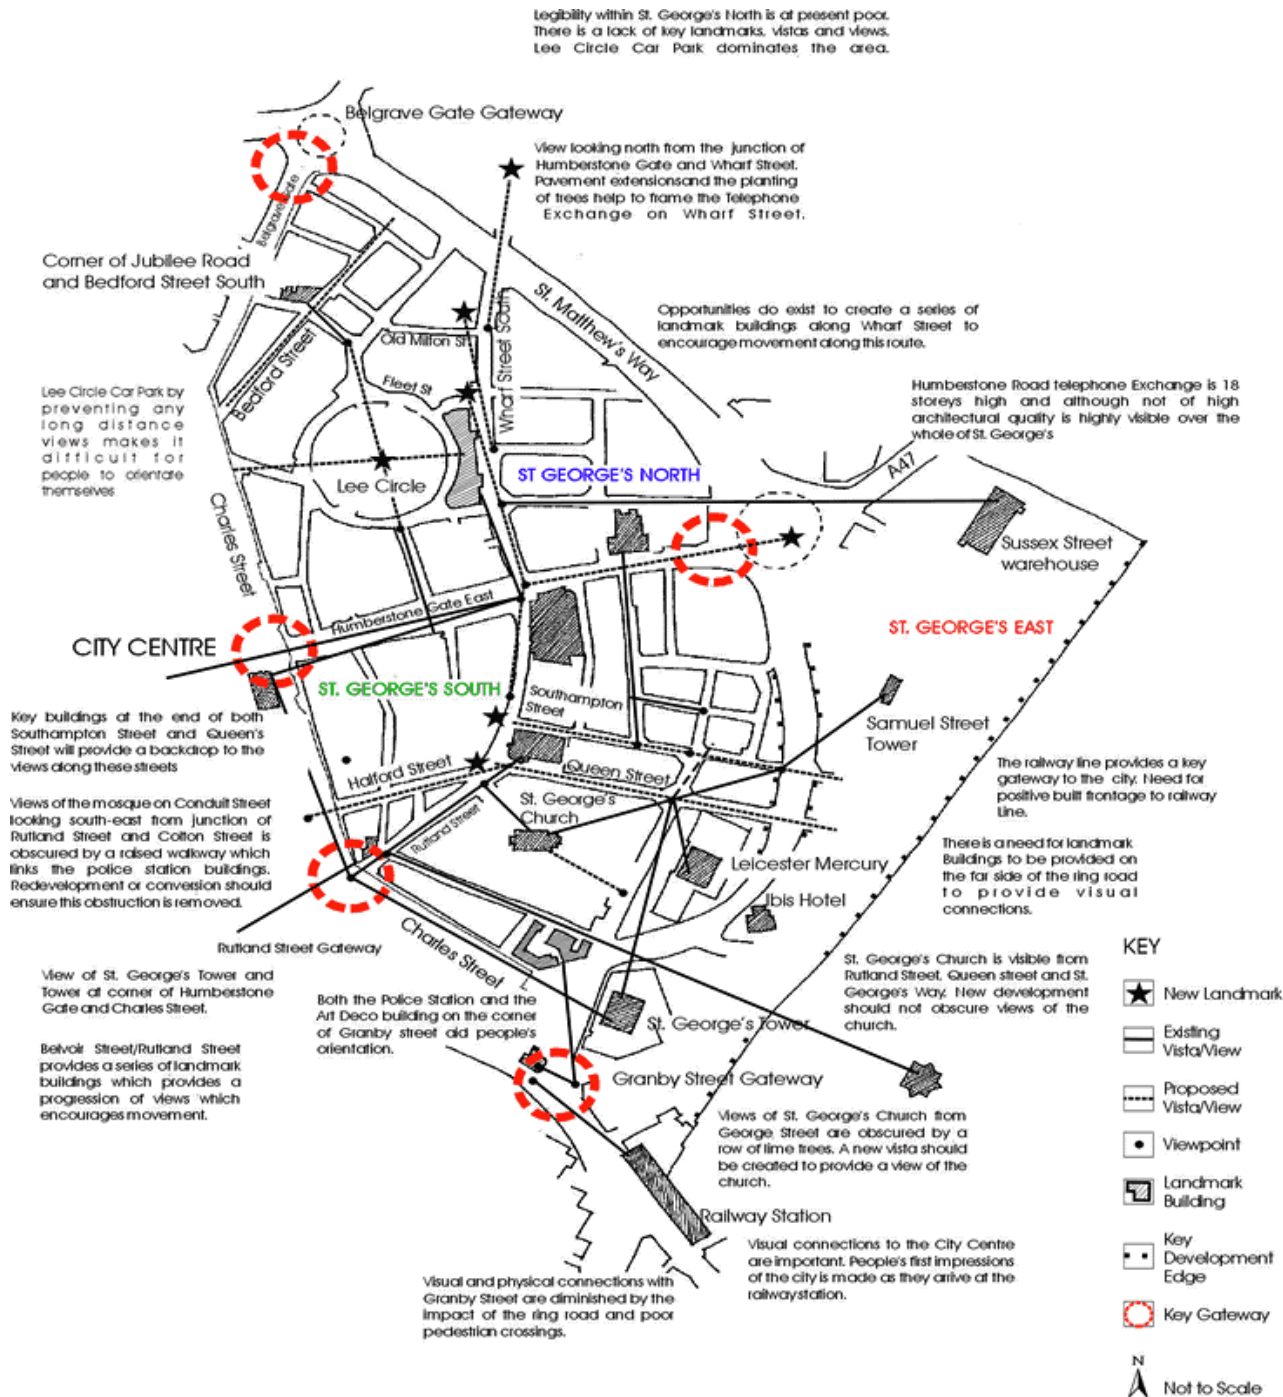 Legibility within St. George's North is at present poor.
There is a lack of key landmarks, vistas and views.
Lee Circle Car Park dominates the area.
Belgrave Gate Gateway
View looking north from the junction of
Humberstone Gate and Wharf Street.
Pavement extensionsand the planting
of trees help to frame the Telephone
Exchange on Wharf Street.
Belgrave Gate
Corner of Jubilee Road
and Bedford Street South
St. Matthew's Way
Opportunities do exist to create a series of
landmark buildings along Wharf Street to
encourage movement along this route.
Old Milton St
Wharf Street South
Bedford Street
Fleet St
Lee Circle Car Park by
preventing any
long distance
views makes it
difficult for
people to orientate
themselves
Humberstone Road telephone Exchange is 18
storeys high and although not of high
architectural quality is highly visible over the
whole of St. George's
A47
ST GEORGE'S NORTH
Lee Circle
Charles Street
Sussex Street
warehouse
Humberstone Gate East
CITY CENTRE
ST. GEORGE'S EAST
ST. GEORGE'S SOUTH
Southampton
Street
Samuel Street
Tower
Key buildings at the end of both
Southampton Street and Queen's
Street will provide a backdrop to the
views along these streets
Halford Street
Queen Street
The railway line provides a key
gateway to the city. Need for
positive built frontage to railway
Line.
Views of the mosque on Conduit Street
looking south-east from junction of
Rutland Street and Colton Street is
obscured by a raised walkway which
links the police station buildings.
Redevelopment or conversion should
ensure this obstruction is removed.
St. George's
Church
Rutland Street
Leicester Mercury
There is a need for landmark
Buildings to be provided on
the far side of the ring road
to provide visual
connections.
Ibis Hotel
Rutland Street Gateway
Charles Street
KEY
View of St. George's Tower and
Tower at corner of Humberstone
Gate and Charles Street.
Both the Police Station and the
Art Deco building on the corner
of Granby street aid people's
orientation.
St. George's Church is visible from
Rutland Street, Queen street and St.
George's Way. New development
should not obscure views of the
church.
New Landmark
St. George's Tower
Existing
Vista/View
Belvoir Street/Rutland Street
provides a series of landmark
buildings which provides a
progression of views which
encourages movement.
Granby Street Gateway
Proposed
Vista/View
Views of St. George's Church from
George Street are obscured by a
row of lime trees. A new vista should
be created to provide a view of the
church.
Viewpoint
Landmark
Building
Railway Station
Visual connections to the City Centre
are important. People's first impressions
of the city is made as they arrive at the
railwaystation.
Key
Development
Edge
Visual and physical connections with
Granby Street are diminished by the
impact of the ring road and poor
pedestrian crossings.
Key Gateway
N
Not to Scale